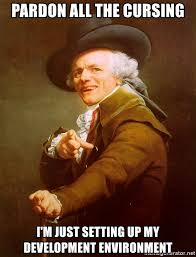 PARDON ALL THE CURSING
I'M JUST SETTING UP MY
DEVELOPMENT ENVIRONMENT